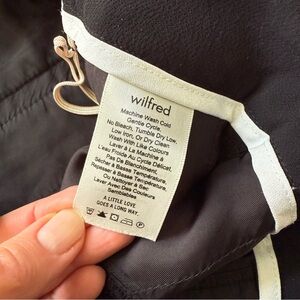 wilfred
Machine Wash Cold
Gentle Cycle,
No Bleach, Tumble Dry Low,
Low Iron, Or Dry Clean
Wash With Like Colours
Laver À La Machine À
L'eau Froide Au Cycle Délicat,
Pas De Blanchiment,
Sécher À Basse Température,
Repasser À Basse Température,
Ou Nettoyer À Sec
Laver Avec Des Couleurs
Semblables
A LITTLE LOVE
GOES A LONG WAY.